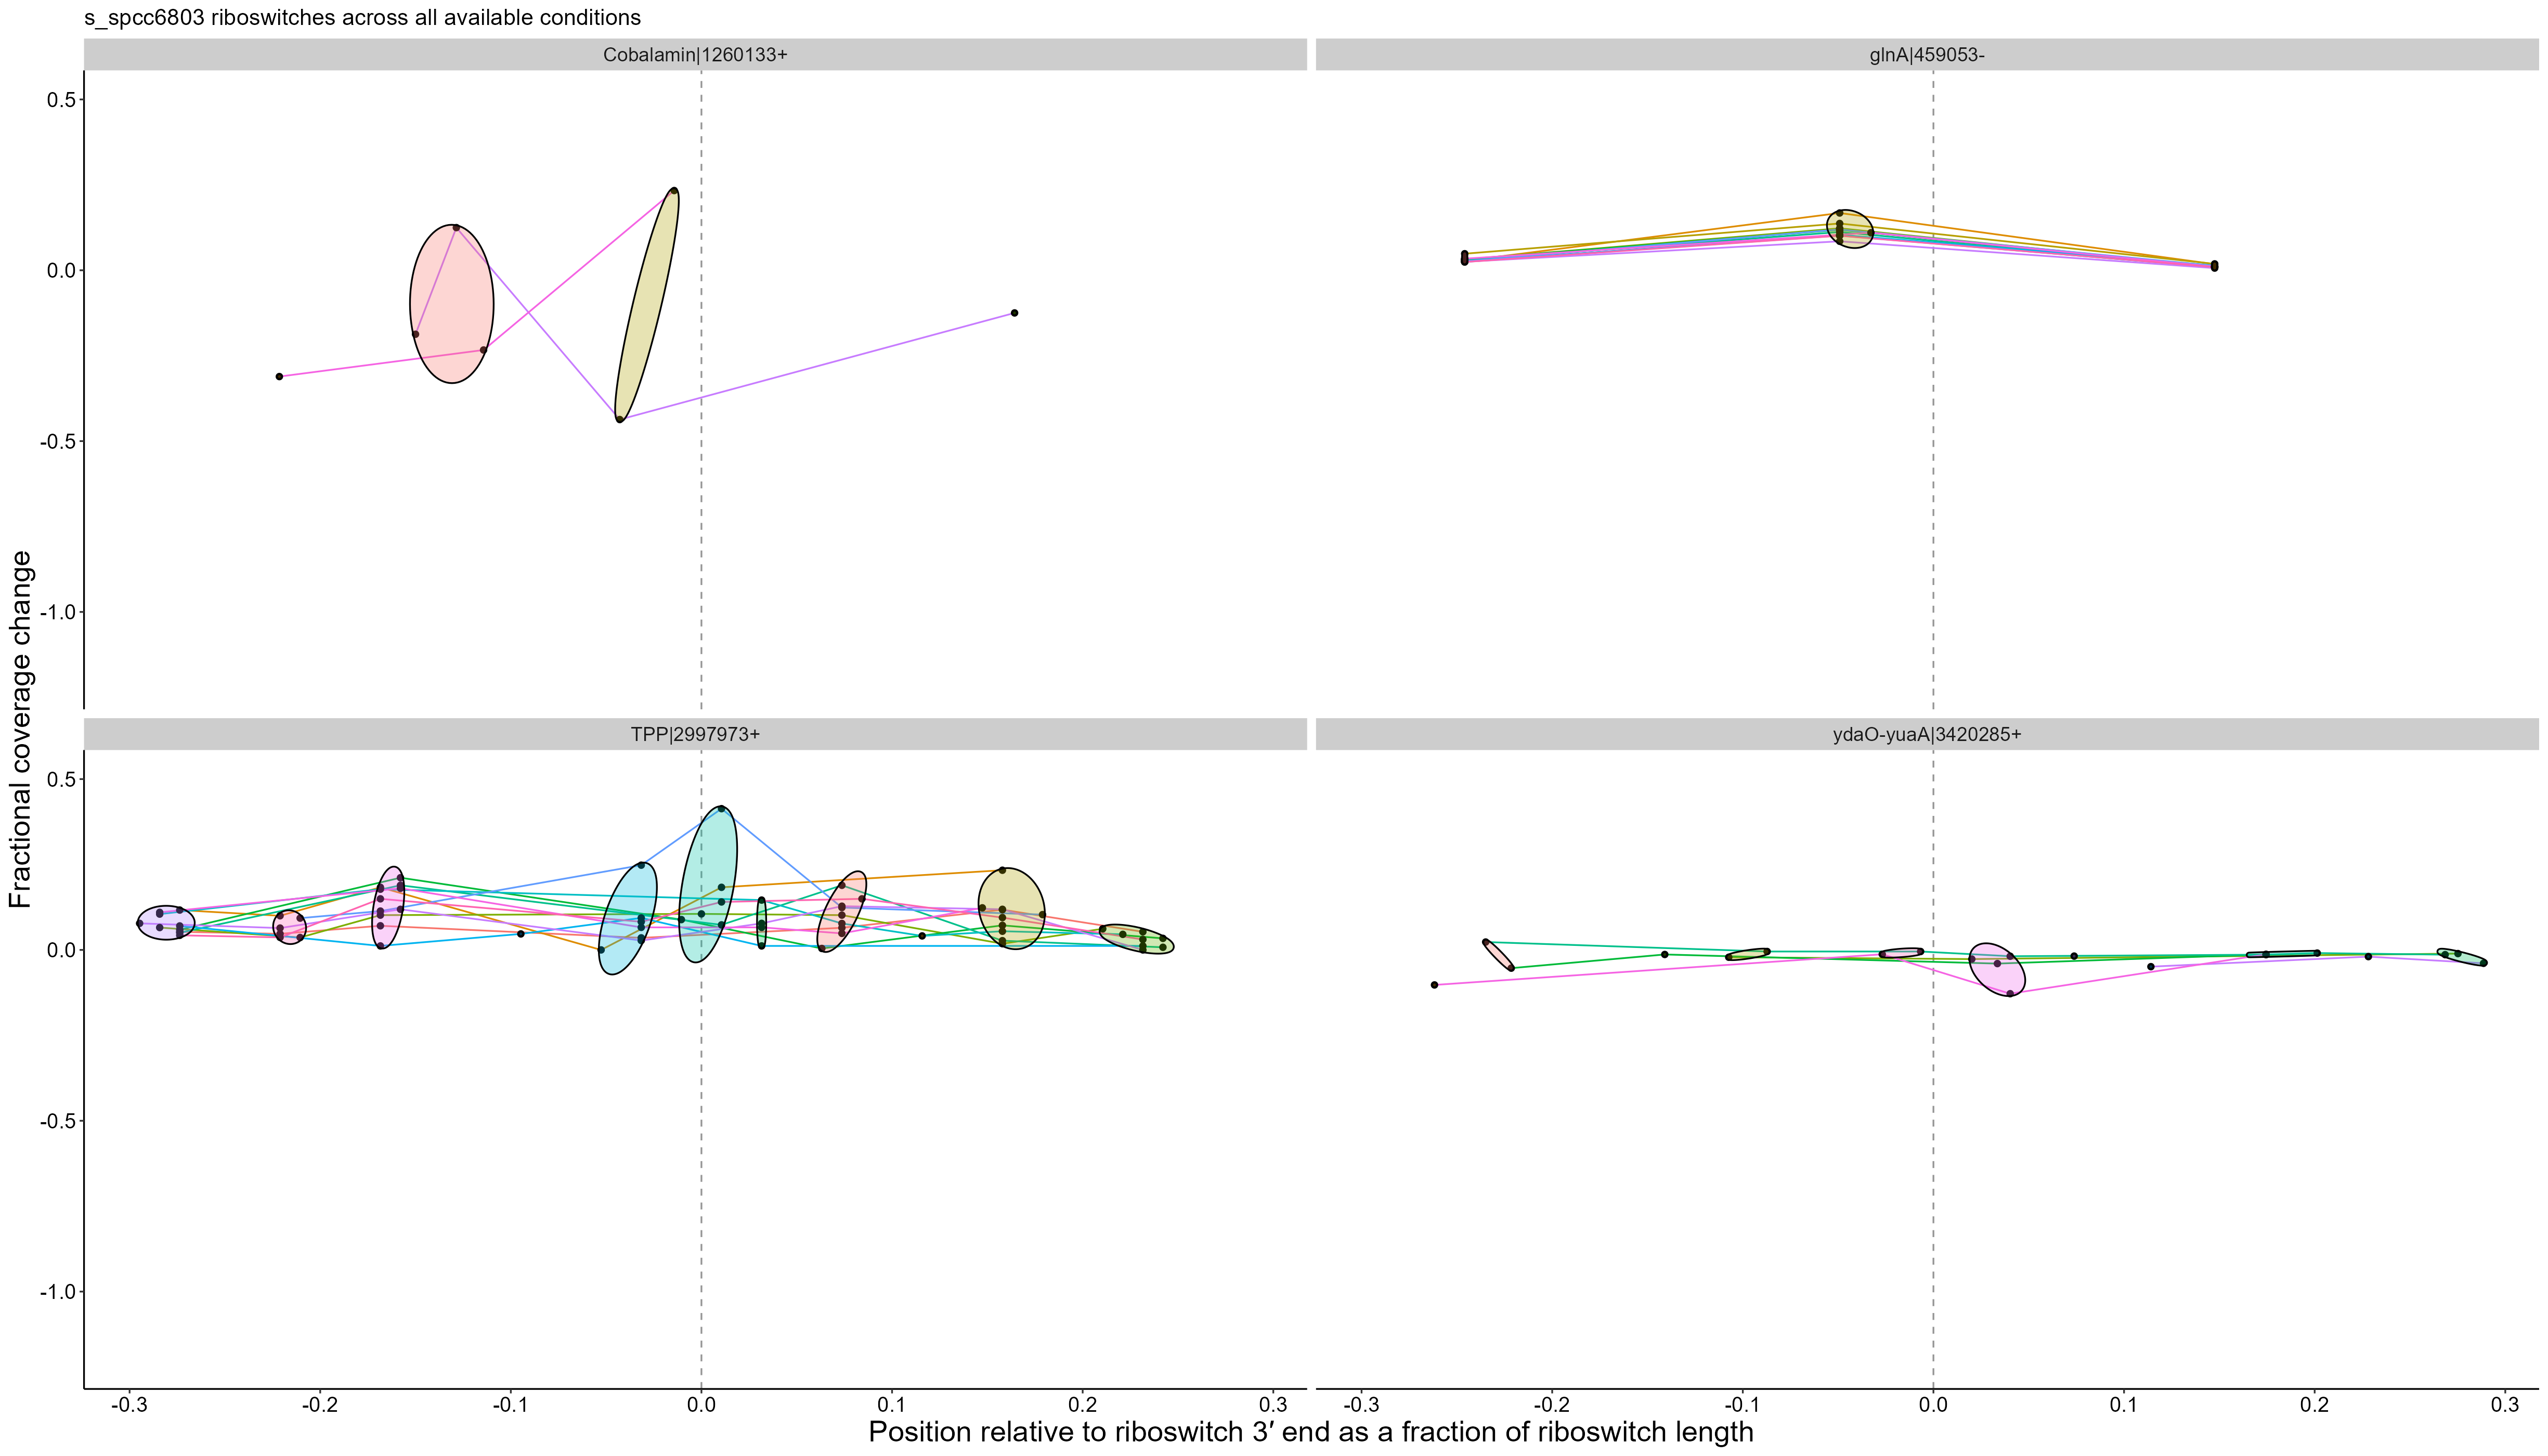 s_spcc6803 riboswitches across all available conditions
Cobalamin|1260133+
glnA|459053-
0.5
0.0
-0.5
-1.0
TPP|2997973+
ydaO-yuaA|3420285+
0.5
0.0
-0.5
-1.0
Fractional coverage change
-0.3 -0.2 -0.1 0.0 0.1 0.2 0.3
-0.3 -0.2 -0.1 0.0 0.1 0.2 0.3
Position relative to riboswitch 3′ end as a fraction of riboswitch length